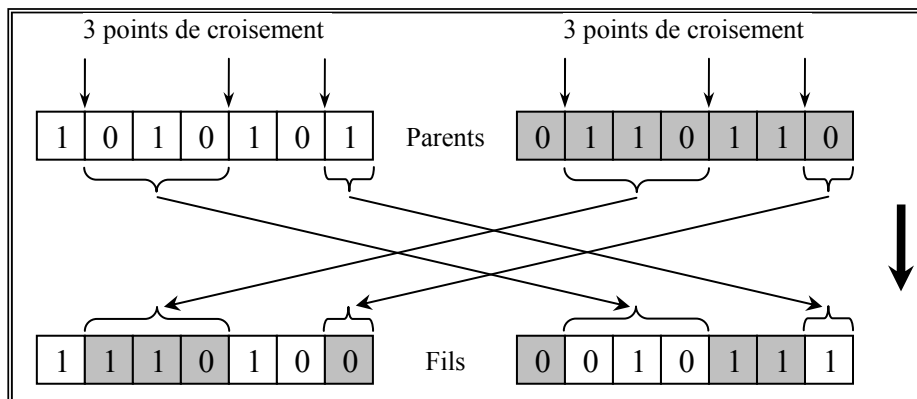 3 points de croisement 3 points de croisement
1 0 1 0 1 0 1 Parents 0 1 1 0 1 1 0
1 1 1 0 1 0 0 Fils 0 0 1 0 1 1 1